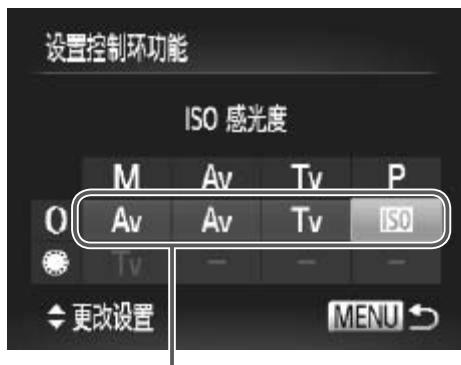 设置控制环功能
ISO 感光度
M Av Tv P
Av Av Tv ISO
Tv – – –
更改设置 MENU